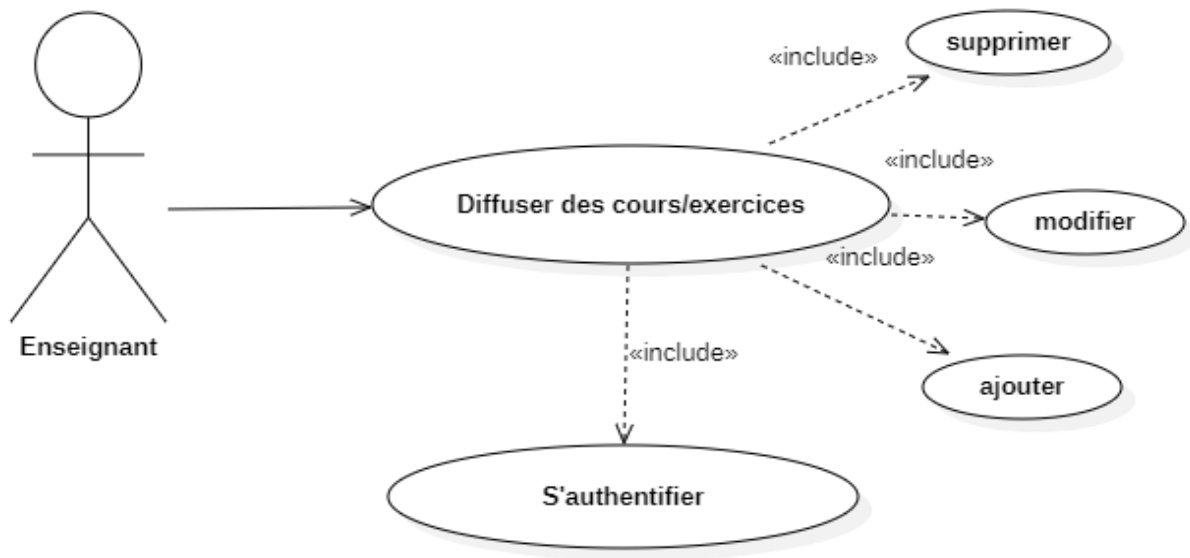 supprimer
«include»
«include»
Diffuser des cours/exercices
modifier
«include»
Enseignant
«include»
ajouter
S'authentifier